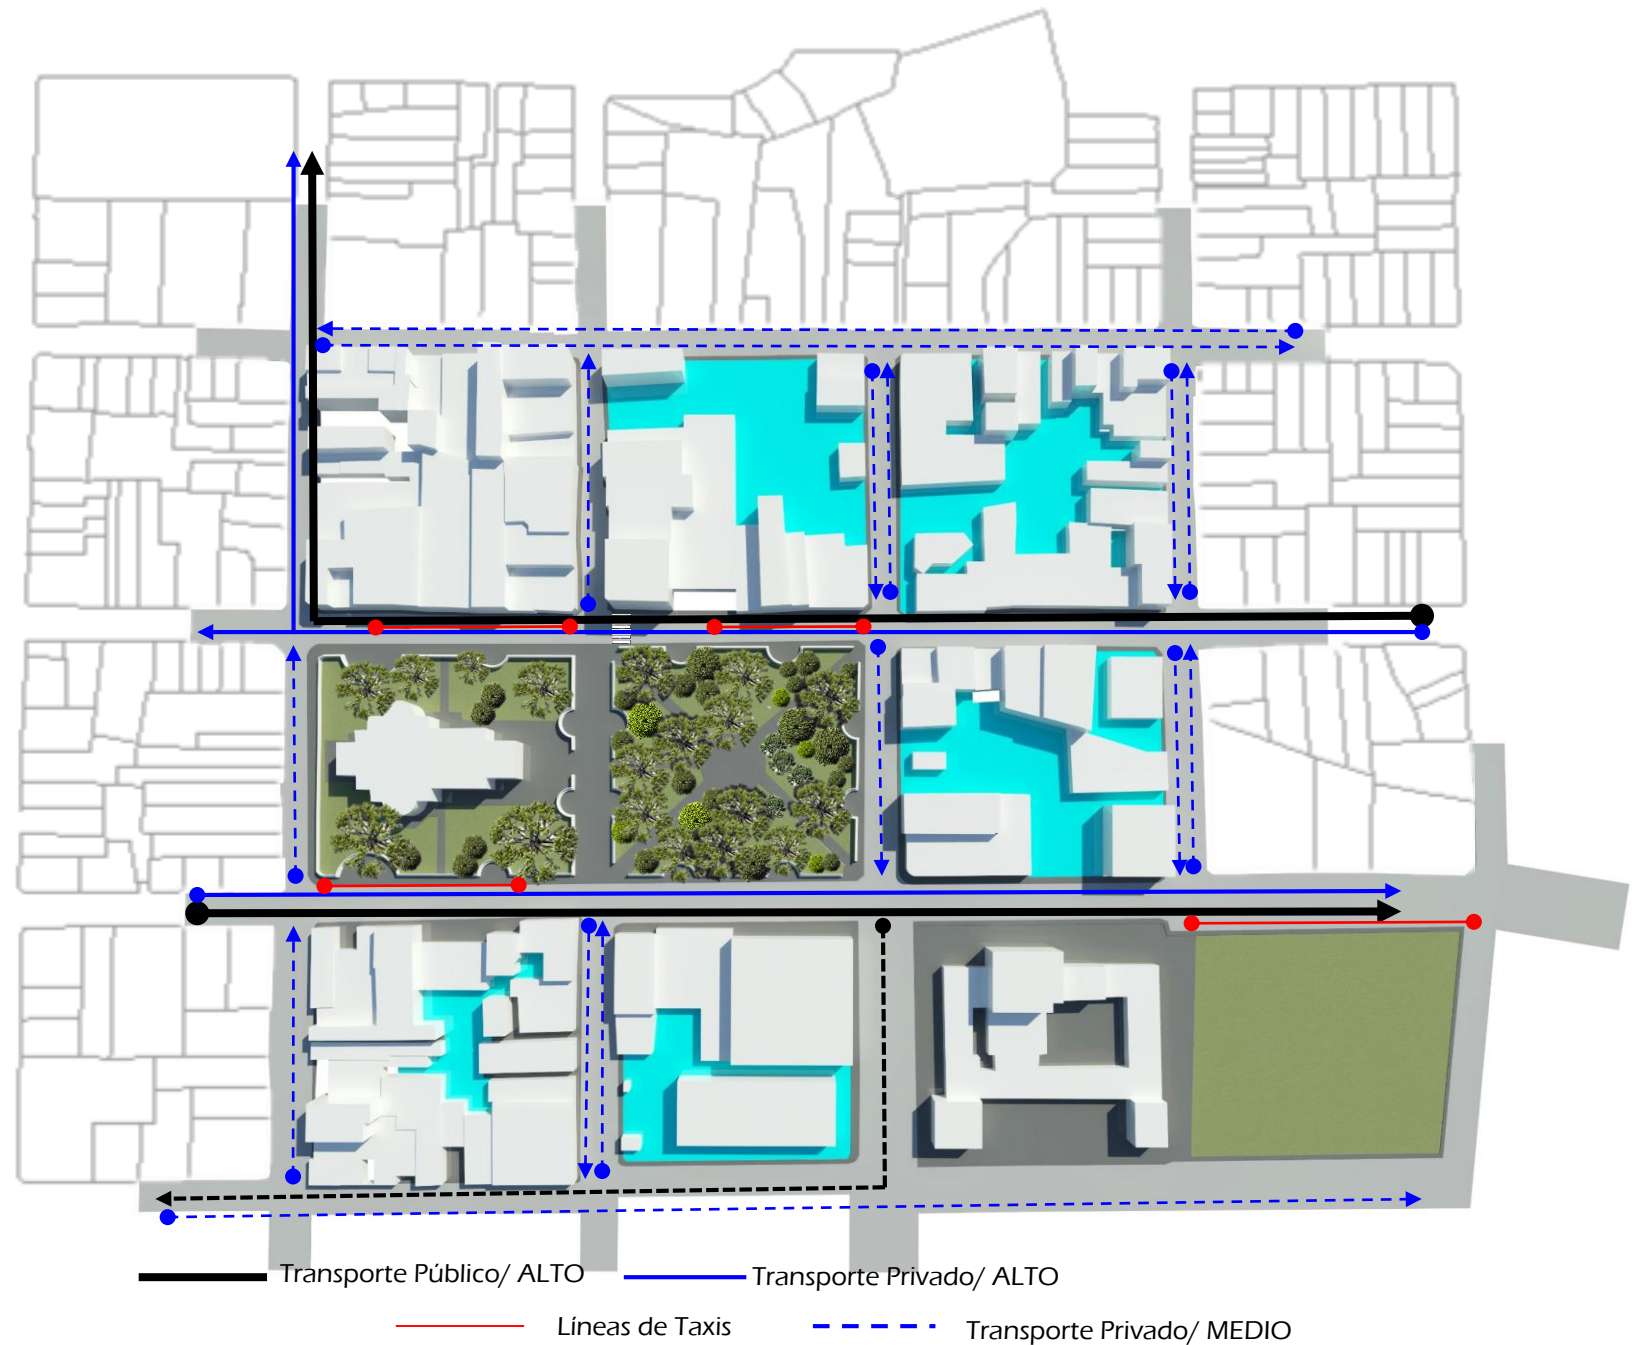 Transporte Público/ ALTO
Transporte Privado/ ALTO
Líneas de Taxis
Transporte Privado/ MEDIO